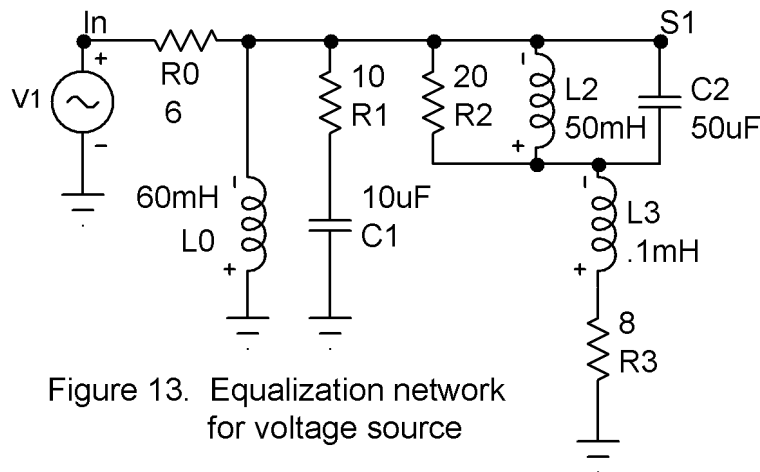 In
S1
V1
R0
6
10
R1
20
R2
L2
50mH
C2
50uF
60mH
L0
10uF
C1
L3
.1mH
8
R3
Figure 13. Equalization network
for voltage source